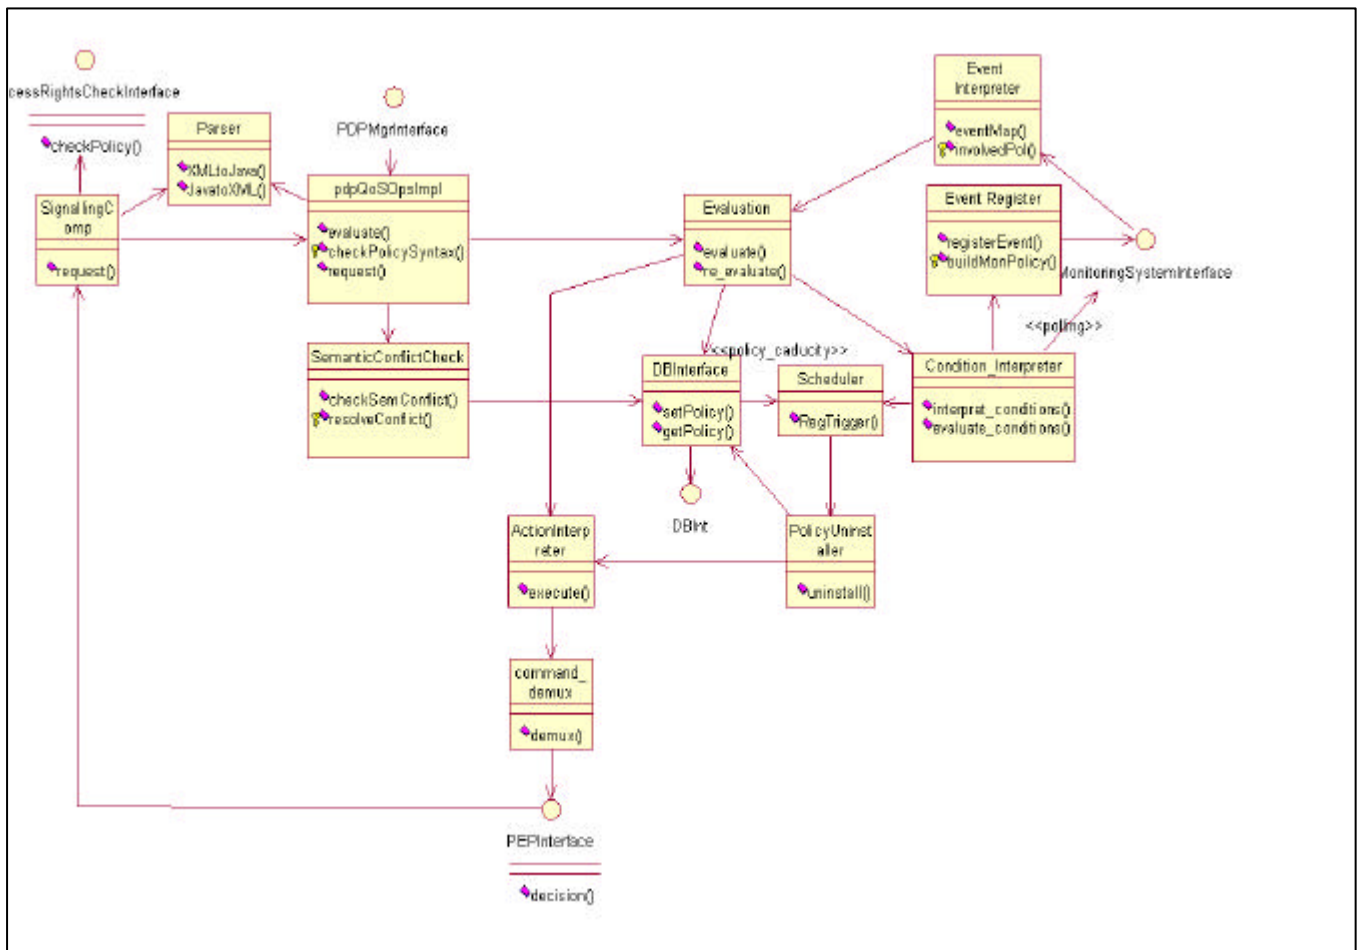 cessRightsCheckInterface
checkPolicy()
Parser
XMLtoJava()
JavatoXML()
PDPMgrInterface
SignallingC
omp
request()
pdpQoSOpsImpl
evaluate()
checkPolicySyntax()
request()
SemanticConflictCheck
checkSemConflict()
resolveConflict()
Evaluation
evaluate()
re_evaluate()
Event
Interpreter
eventMap()
involvedPol()
Event Register
registerEvent()
buildMonPolicy()
MonitoringSystemInterface
<<polling>>
<<policy_caducity>>
DBInterface
setPolicy()
getPolicy()
Scheduler
RegTrigger()
Condition_Interpreter
interpret_conditions()
evaluate_conditions()
DBInt
ActionInterp
reter
execute()
PolicyUninst
aller
uninstall()
command_
demux
demux()
PEPInterface
decision()